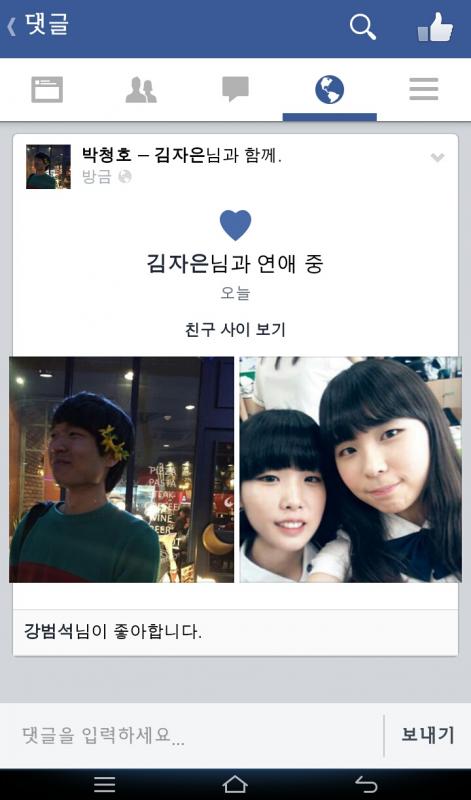 댓글
박청호 – 김자은님과 함께.
방금
김자은님과 연애 중
오늘
친구 사이 보기
PIZZA
PASTA
STEAK
COFFEE
WINE
BEER
강범석님이 좋아합니다.
댓글을 입력하세요...
보내기